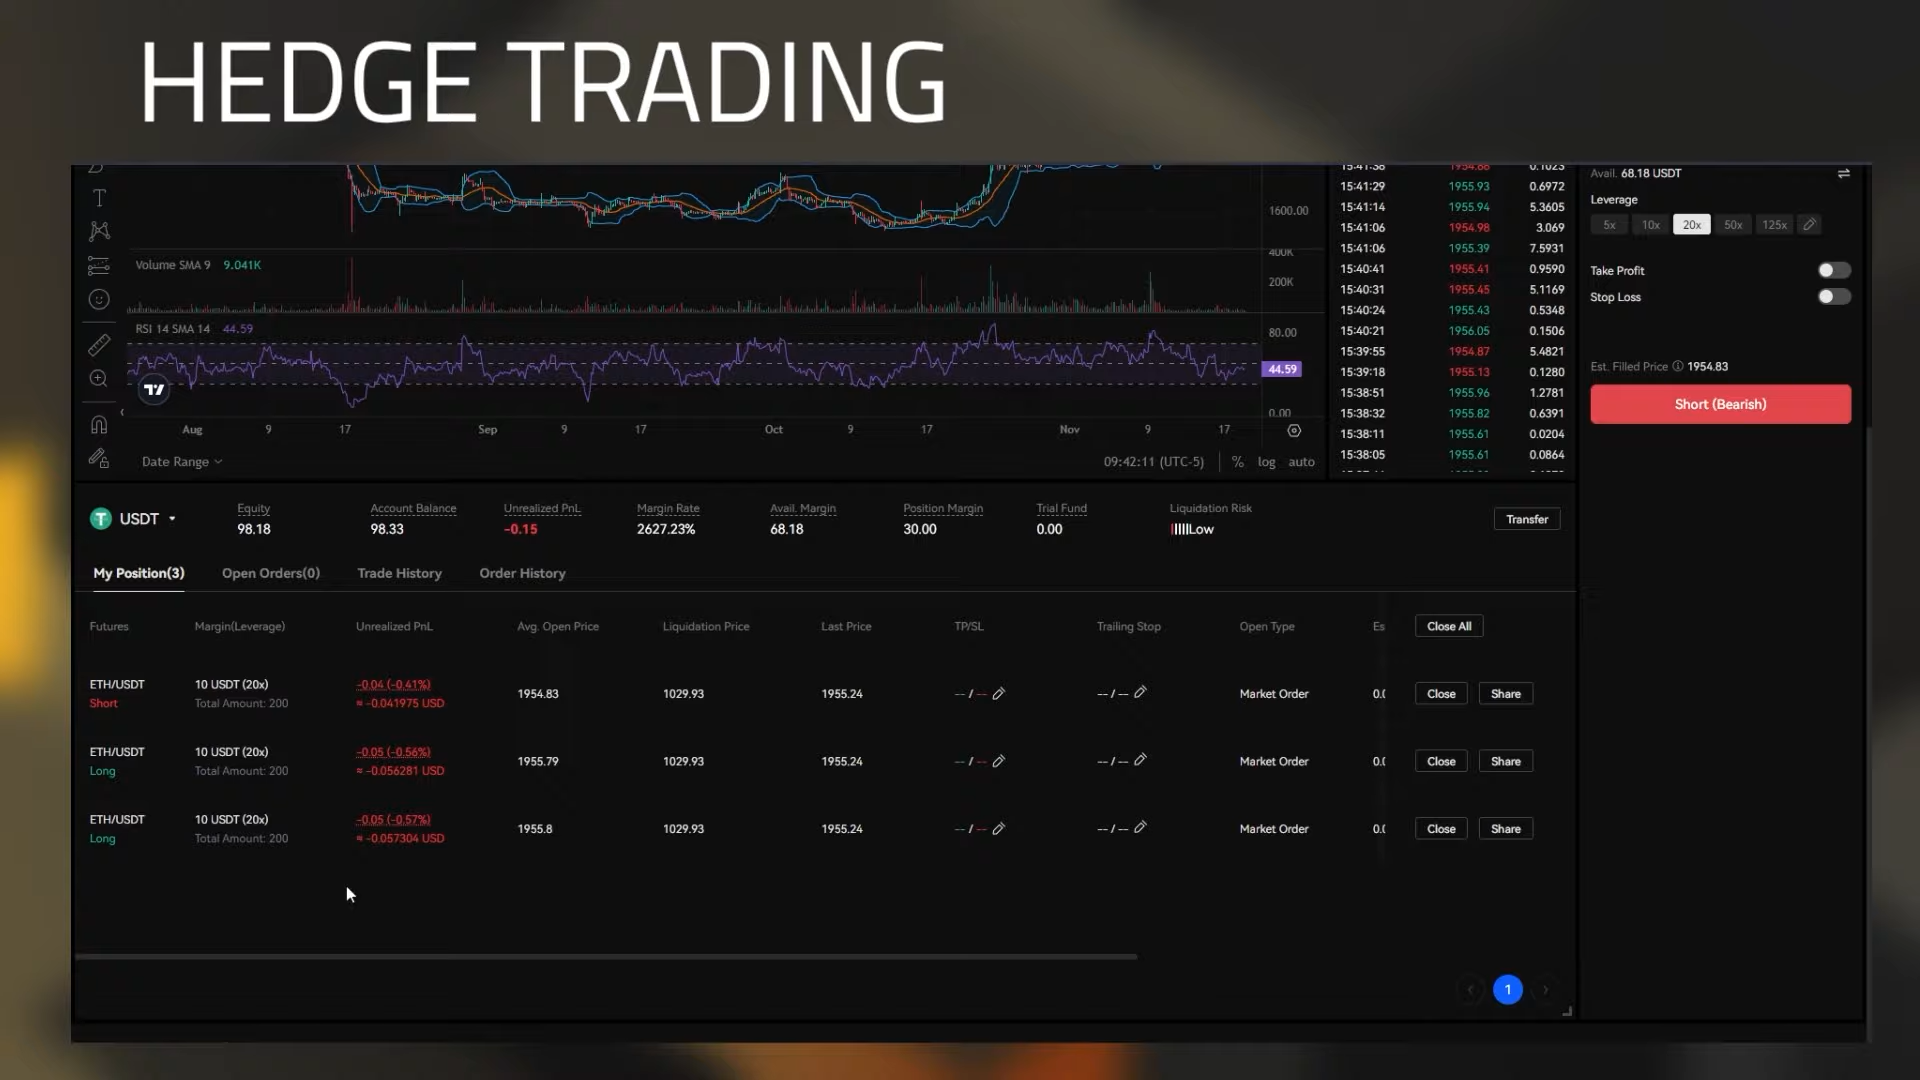 HEDGE TRADING
15:41:38 1954.86 0.1023
15:41:29 1955.93 0.6972
15:41:14 1955.94 5.3605
15:41:06 1954.98 3.069
15:41:06 1955.39 7.5931
15:40:41 1955.41 0.9590
15:40:31 1955.45 5.1169
15:40:24 1955.43 0.5348
15:40:21 1956.05 0.1506
15:39:55 1954.87 5.4821
15:39:18 1955.13 0.1280
15:38:51 1955.96 1.2781
15:38:32 1955.82 0.6391
15:38:11 1955.61 0.0204
15:38:05 1955.61 0.0864
Avail. 68.18 USDT
Leverage
5x 10x 20x 50x 125x
Take Profit
Stop Loss
Est. Filled Price 1954.83
Short (Bearish)
1600.00
Volume SMA 9 9.041K
400K
200K
RSI 14 SMA 14 44.59
80.00
44.59
0.00
Aug 9 17 Sep 9 17 Oct 9 17 Nov 9 17
Date Range 09:42:11 (UTC-5) % log auto
USDT
Equity Account Balance Unrealized PnL Margin Rate Avail. Margin Position Margin Trial Fund Liquidation Risk
98.18 98.33 -0.15 2627.23% 68.18 30.00 0.00 Low
Transfer
My Position(3) Open Orders(0) Trade History Order History
Futures Margin(Leverage) Unrealized PnL Avg. Open Price Liquidation Price Last Price TP/SL Trailing Stop Open Type Es Close All
ETH/USDT 10 USDT (20x) -0.04 (-0.41%) 1954.83 1029.93 1955.24 -- / -- -- / -- Market Order 0.0 Close Share
Short Total Amount: 200 ≈ -0.041975 USD
ETH/USDT 10 USDT (20x) -0.05 (-0.56%) 1955.79 1029.93 1955.24 -- / -- -- / -- Market Order 0.0 Close Share
Long Total Amount: 200 ≈ -0.056281 USD
ETH/USDT 10 USDT (20x) -0.05 (-0.57%) 1955.8 1029.93 1955.24 -- / -- -- / -- Market Order 0.0 Close Share
Long Total Amount: 200 ≈ -0.057304 USD
1